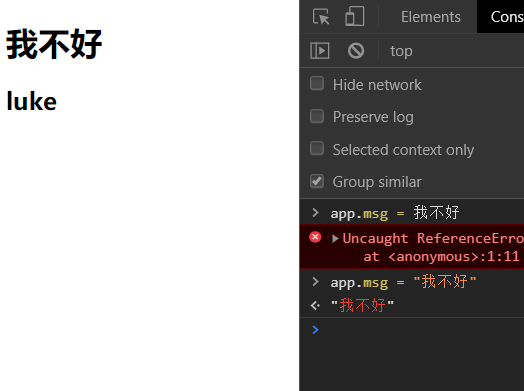 我不好
luke
Elements
Cons
top
Hide network
Preserve log
Selected context only
Group similar
app.msg = 我不好
Uncaught ReferenceErro
at <anonymous>:1:11
app.msg = "我不好"
"我不好"